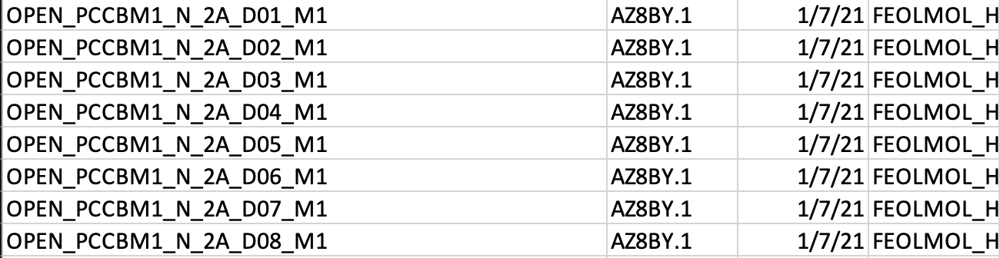 OPEN_PCCBM1_N_2A_D01_M1 AZ8BY.1 1/7/21 FEOLMOL_H
OPEN_PCCBM1_N_2A_D02_M1 AZ8BY.1 1/7/21 FEOLMOL_H
OPEN_PCCBM1_N_2A_D03_M1 AZ8BY.1 1/7/21 FEOLMOL_H
OPEN_PCCBM1_N_2A_D04_M1 AZ8BY.1 1/7/21 FEOLMOL_H
OPEN_PCCBM1_N_2A_D05_M1 AZ8BY.1 1/7/21 FEOLMOL_H
OPEN_PCCBM1_N_2A_D06_M1 AZ8BY.1 1/7/21 FEOLMOL_H
OPEN_PCCBM1_N_2A_D07_M1 AZ8BY.1 1/7/21 FEOLMOL_H
OPEN_PCCBM1_N_2A_D08_M1 AZ8BY.1 1/7/21 FEOLMOL_H